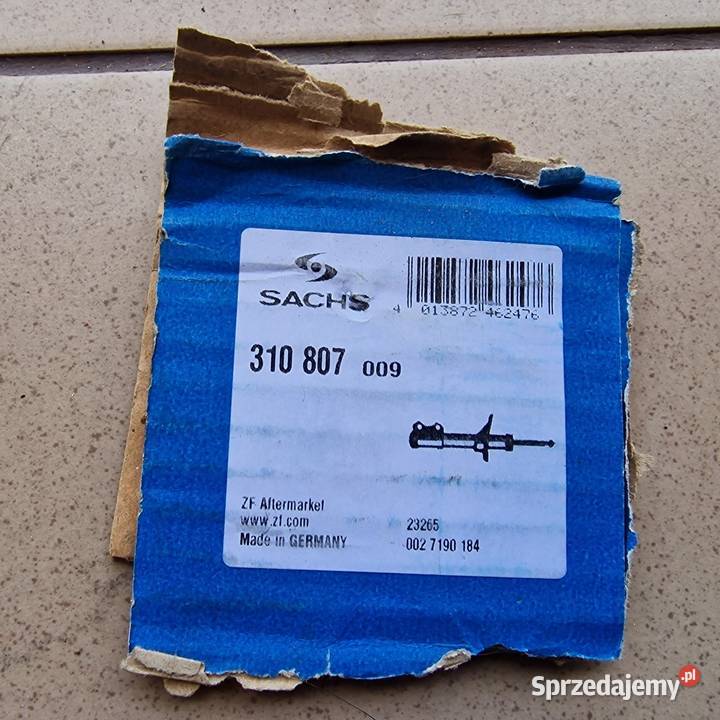 SACHS
4 013872 462476
310 807 009
ZF Aftermarket
www.zf.com
Made in GERMANY
23265
002 7190 184
Sprzedajemy.pl